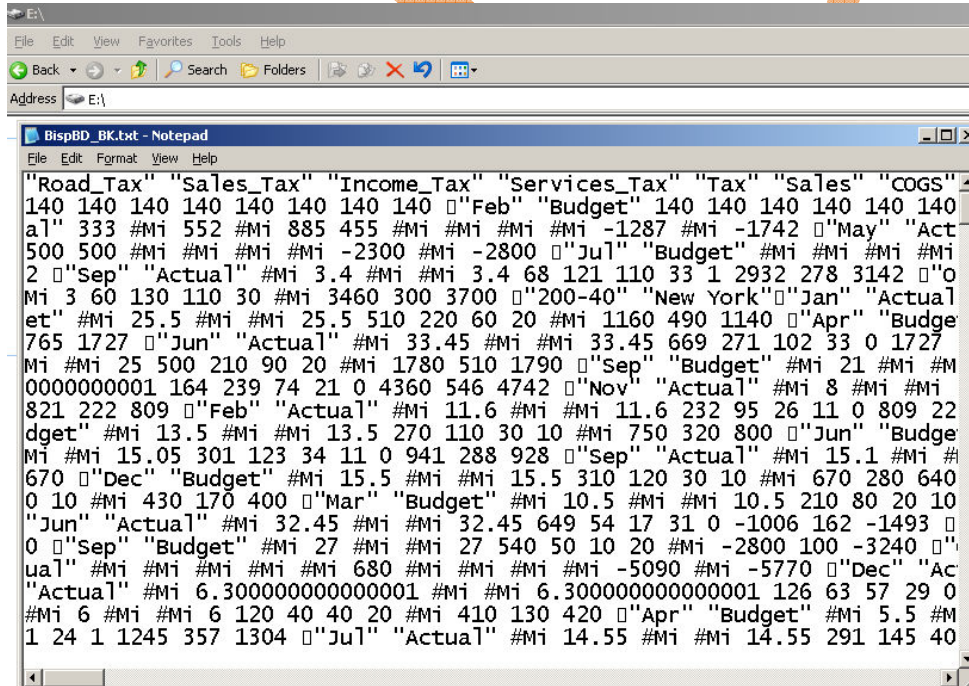 E:\
File Edit View Favorites Tools Help
Back Search Folders
Address E:\
BispBD_BK.txt - Notepad
File Edit Format View Help
"Road_Tax" "Sales_Tax" "Income_Tax" "Services_Tax" "Tax" "Sales" "COGS"
140 140 140 140 140 140 140 140 ▯"Feb" "Budget" 140 140 140 140 140 140
al" 333 #Mi 552 #Mi 885 455 #Mi #Mi #Mi #Mi -1287 #Mi -1742 ▯"May" "Act
500 500 #Mi #Mi #Mi #Mi -2300 #Mi -2800 ▯"Jul" "Budget" #Mi #Mi #Mi #Mi
2 ▯"Sep" "Actual" #Mi 3.4 #Mi #Mi 3.4 68 121 110 33 1 2932 278 3142 ▯"O
Mi 3 60 130 110 30 #Mi 3460 300 3700 ▯"200-40" "New York"▯"Jan" "Actual
et" #Mi 25.5 #Mi #Mi 25.5 510 220 60 20 #Mi 1160 490 1140 ▯"Apr" "Budge
765 1727 ▯"Jun" "Actual" #Mi 33.45 #Mi #Mi 33.45 669 271 102 33 0 1727
Mi #Mi 25 500 210 90 20 #Mi 1780 510 1790 ▯"Sep" "Budget" #Mi 21 #Mi #M
0000000001 164 239 74 21 0 4360 546 4742 ▯"Nov" "Actual" #Mi 8 #Mi #Mi
821 222 809 ▯"Feb" "Actual" #Mi 11.6 #Mi #Mi 11.6 232 95 26 11 0 809 22
dget" #Mi 13.5 #Mi #Mi 13.5 270 110 30 10 #Mi 750 320 800 ▯"Jun" "Budge
Mi #Mi 15.05 301 123 34 11 0 941 288 928 ▯"Sep" "Actual" #Mi 15.1 #Mi #
670 ▯"Dec" "Budget" #Mi 15.5 #Mi #Mi 15.5 310 120 30 10 #Mi 670 280 640
0 10 #Mi 430 170 400 ▯"Mar" "Budget" #Mi 10.5 #Mi #Mi 10.5 210 80 20 10
"Jun" "Actual" #Mi 32.45 #Mi #Mi 32.45 649 54 17 31 0 -1006 162 -1493 ▯
0 ▯"Sep" "Budget" #Mi 27 #Mi #Mi 27 540 50 10 20 #Mi -2800 100 -3240 ▯"
ual" #Mi #Mi #Mi #Mi #Mi 680 #Mi #Mi #Mi #Mi -5090 #Mi -5770 ▯"Dec" "Ac
"Actual" #Mi 6.300000000000001 #Mi #Mi 6.300000000000001 126 63 57 29 0
#Mi 6 #Mi #Mi 6 120 40 40 20 #Mi 410 130 420 ▯"Apr" "Budget" #Mi 5.5 #M
1 24 1 1245 357 1304 ▯"Jul" "Actual" #Mi 14.55 #Mi #Mi 14.55 291 145 40